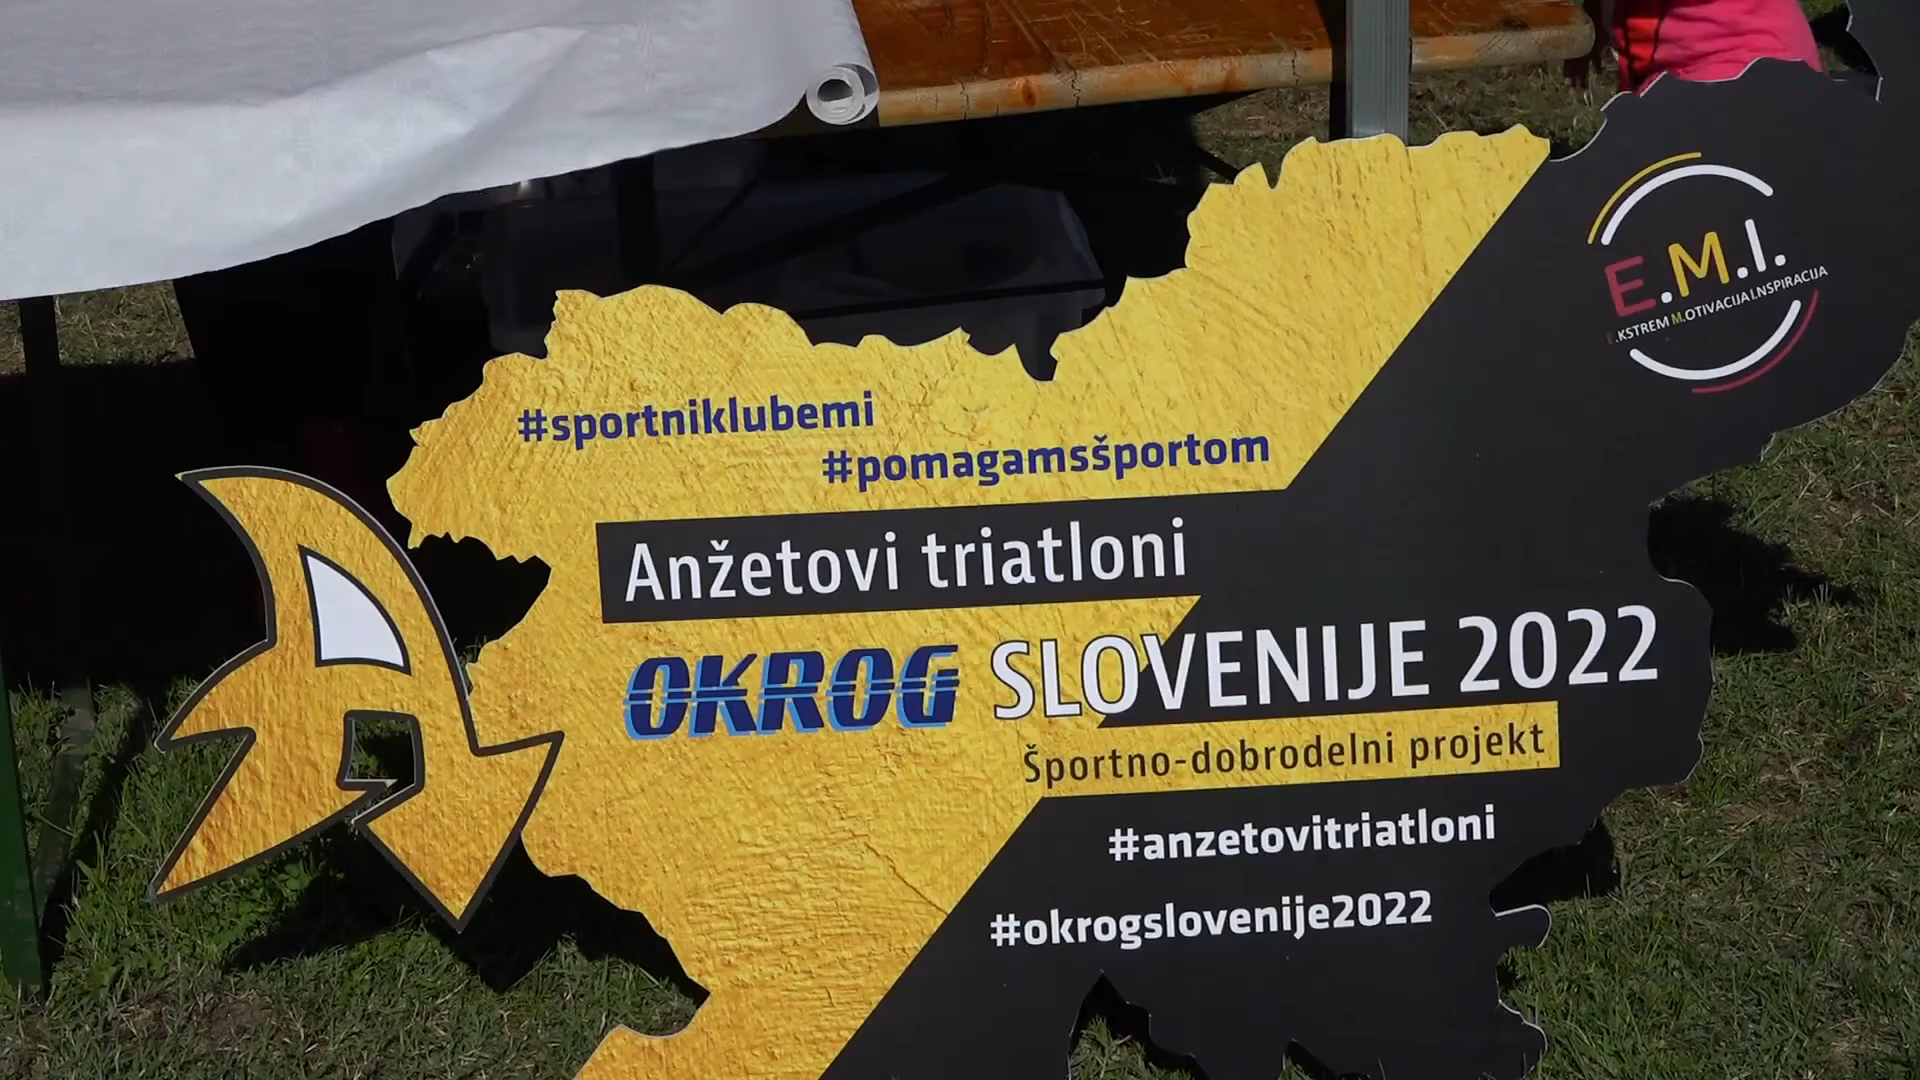 E.M.I.
E.KSTREM M.OTIVACIJA I.NSPIRACIJA
#sportniklubemi
#pomagamsšportom
Anžetovi triatloni
OKROG SLOVENIJE 2022
Športno-dobrodelni projekt
#anzetovitriatloni
#okrogslovenije2022